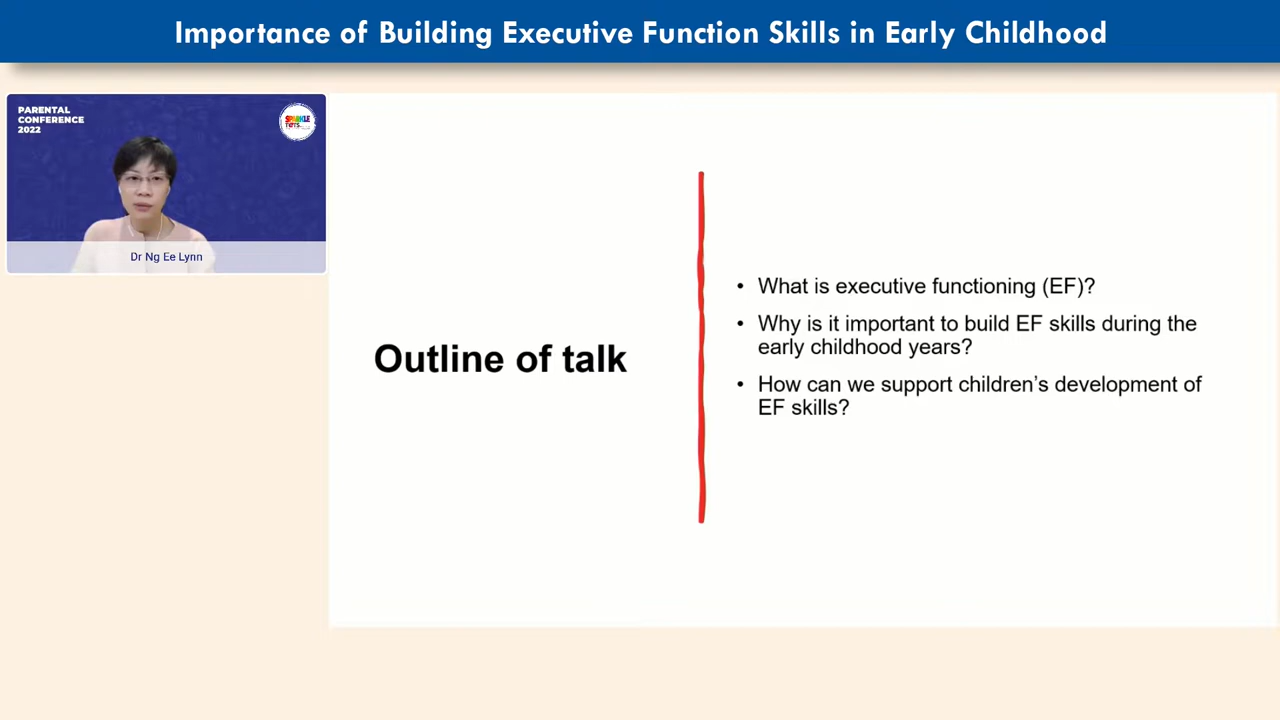 Importance of Building Executive Function Skills in Early Childhood
PARENTAL
CONFERENCE
2022
SPARKLE
TOTS
Dr Ng Ee Lynn
Outline of talk
• What is executive functioning (EF)?
• Why is it important to build EF skills during the
early childhood years?
• How can we support children’s development of
EF skills?